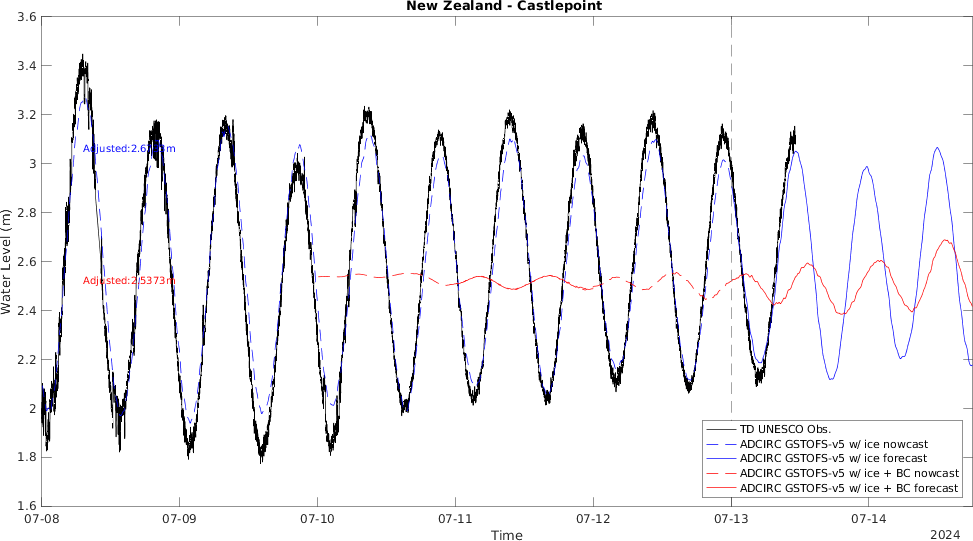 New Zealand - Castlepoint
3.6
3.4
3.2
3
2.8
2.6
2.4
2.2
2
1.8
1.6
Water Level (m)
Adjusted:2.5373m
07-08
07-09
07-10
07-11
07-12
07-13
07-14
Time
2024
TD UNESCO Obs.
ADCIRC GSTOFS-v5 w/ ice nowcast
ADCIRC GSTOFS-v5 w/ ice forecast
ADCIRC GSTOFS-v5 w/ ice + BC nowcast
ADCIRC GSTOFS-v5 w/ ice + BC forecast